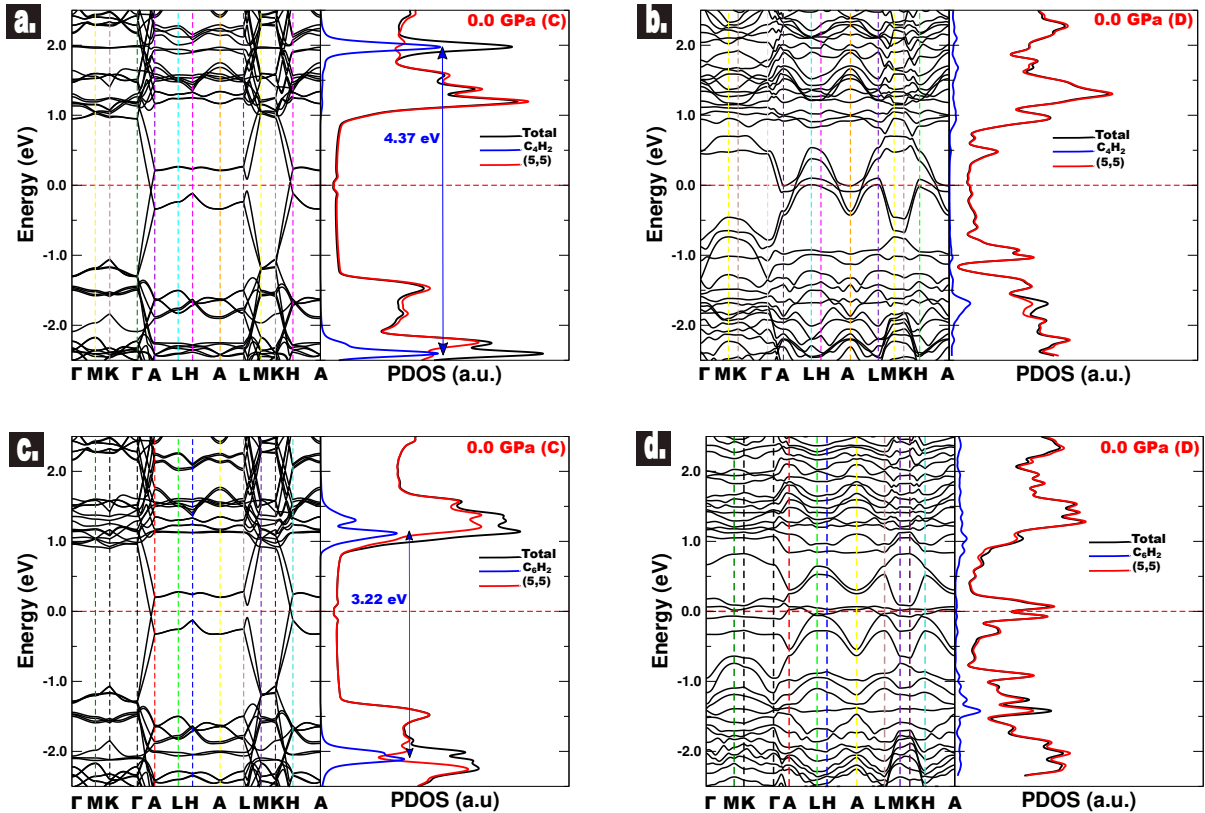 a.
0.0 GPa (C)
2.0
1.0
0.0
-1.0
-2.0
Energy (eV)
4.37 eV
Total
C₄H₂
(5,5)
Γ M K Γ A L H A L M K H A
PDOS (a.u.)
b.
0.0 GPa (D)
2.0
1.0
0.0
-1.0
-2.0
Energy (eV)
Total
C₄H₂
(5,5)
Γ M K Γ A L H A L M K H A
PDOS (a.u.)
c.
0.0 GPa (C)
2.0
1.0
0.0
-1.0
-2.0
Energy (eV)
3.22 eV
Total
C₆H₂
(5,5)
Γ M K Γ A L H A L M K H A
PDOS (a.u)
d.
0.0 GPa (D)
2.0
1.0
0.0
-1.0
-2.0
Energy (eV)
Total
C₆H₂
(5,5)
Γ M K Γ A L H A L M K H A
PDOS (a.u.)